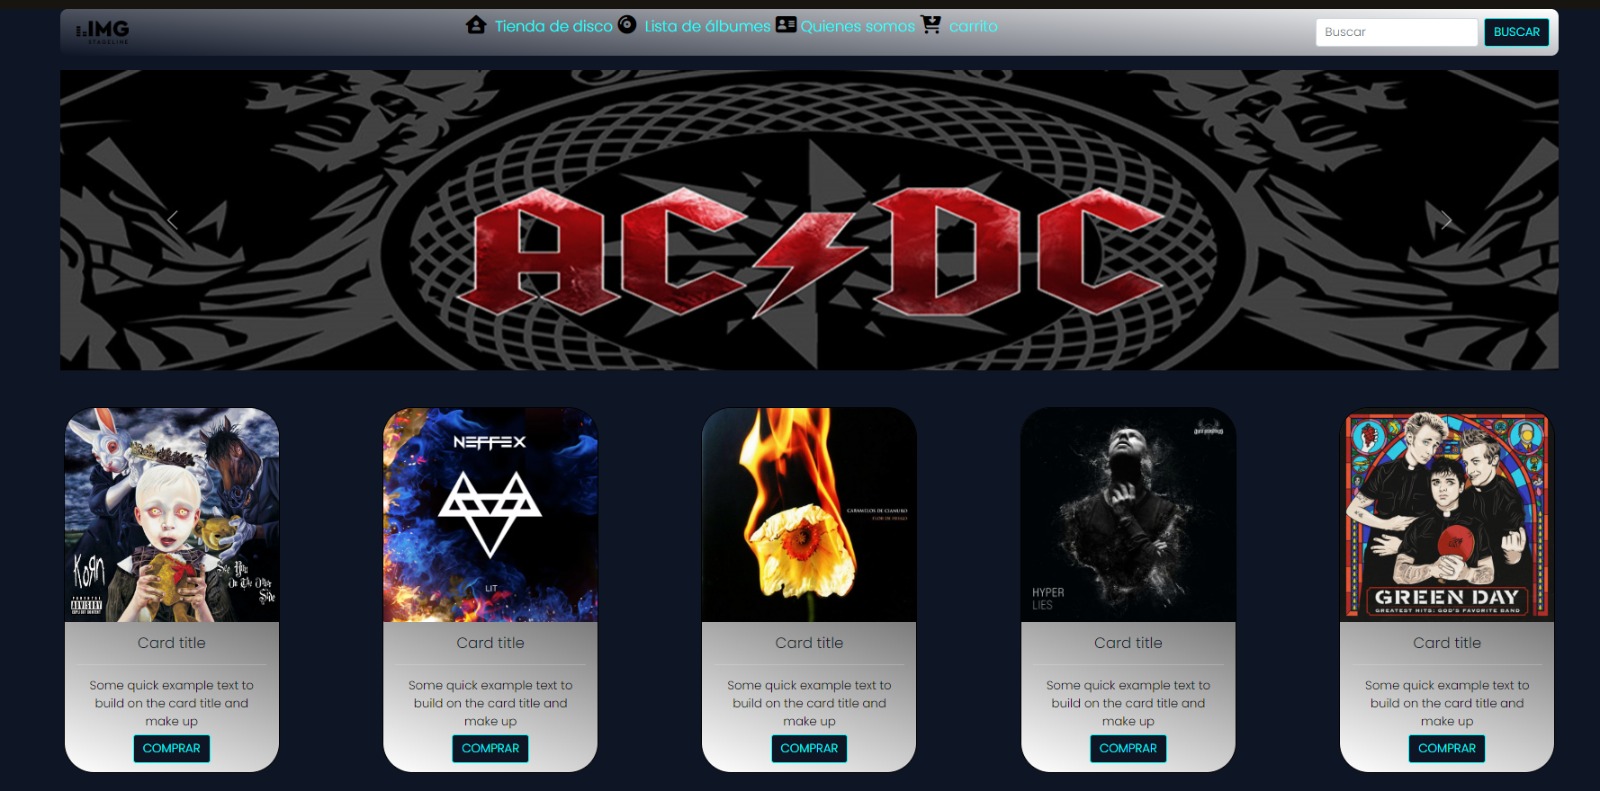 IMG
STAGELINE
Tienda de disco
Lista de álbumes
Quienes somos
carrito
Buscar
BUSCAR
AC DC
KoЯn
See You
On The Other
Side
PARENTAL
ADVISORY
EXPLICIT CONTENT
NEFFEX
LIT
CARAMELOS DE CIANURO
FLOR DE FUEGO
HYPER
LIES
GREEN DAY
GREATEST HITS: GOD'S FAVORITE BAND
Card title
Some quick example text to
build on the card title and
make up
COMPRAR
Card title
Some quick example text to
build on the card title and
make up
COMPRAR
Card title
Some quick example text to
build on the card title and
make up
COMPRAR
Card title
Some quick example text to
build on the card title and
make up
COMPRAR
Card title
Some quick example text to
build on the card title and
make up
COMPRAR